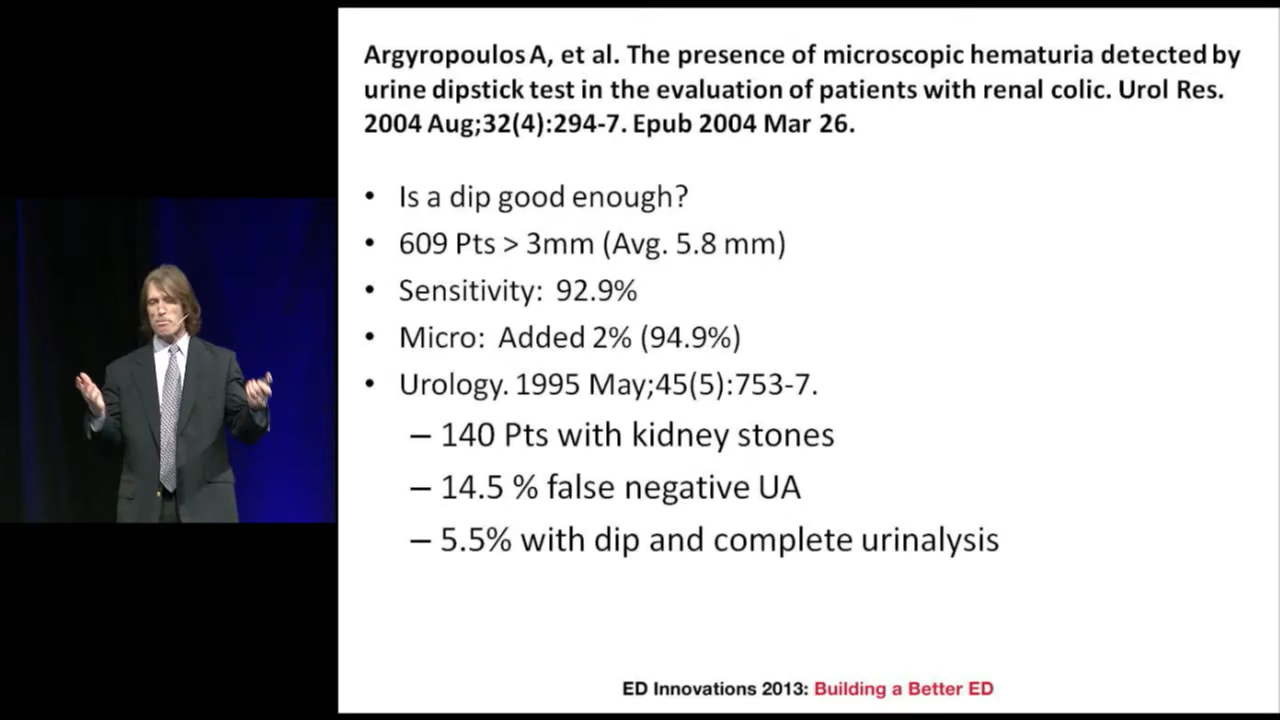 Argyropoulos A, et al. The presence of microscopic hematuria detected by
urine dipstick test in the evaluation of patients with renal colic. Urol Res.
2004 Aug;32(4):294-7. Epub 2004 Mar 26.
• Is a dip good enough?
• 609 Pts > 3mm (Avg. 5.8 mm)
• Sensitivity: 92.9%
• Micro: Added 2% (94.9%)
• Urology. 1995 May;45(5):753-7.
– 140 Pts with kidney stones
– 14.5 % false negative UA
– 5.5% with dip and complete urinalysis
ED Innovations 2013: Building a Better ED